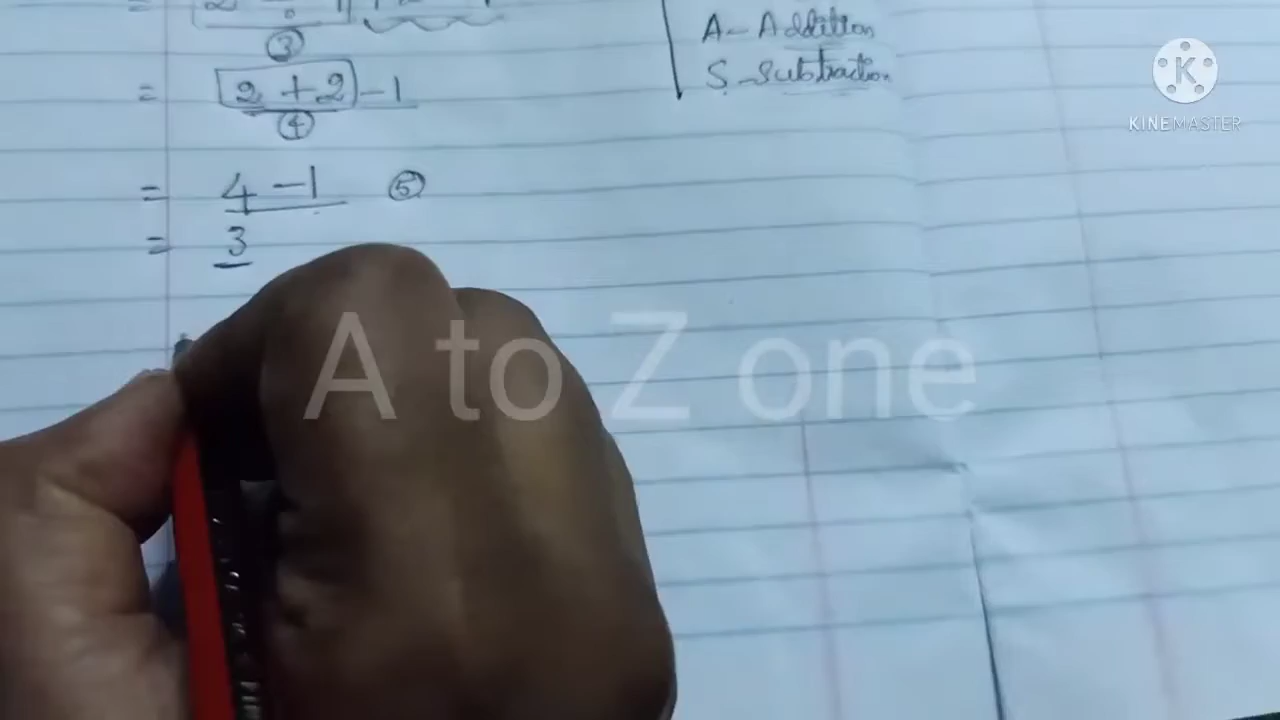 A - Addition
③
S - Subtraction
= 2 + 2 - 1
④
= 4 - 1 ⑤
= 3
A to Z one
K
KINEMASTER